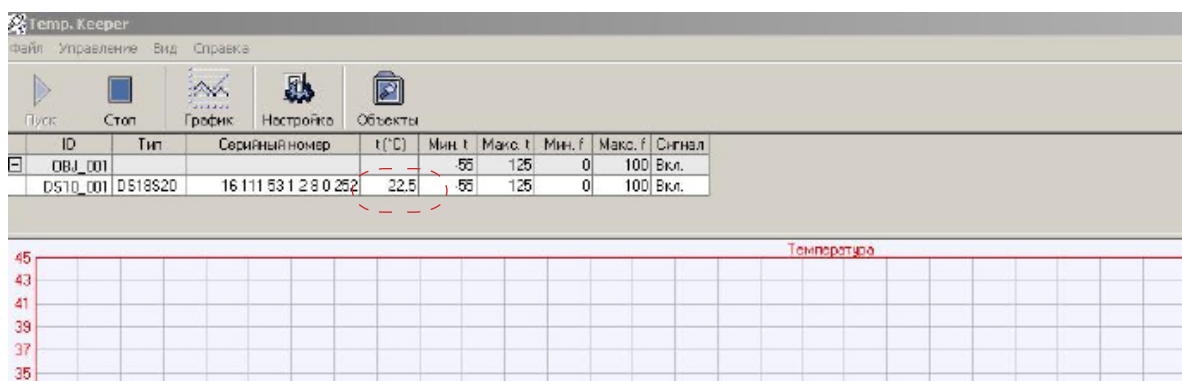 Temp. Keeper
Файл Управление Вид Справка
Пуск Стоп График Настройка Объекты
ID Тип Серийный номер t(°C) Мин. t Макс. t Мин. f Макс. f Сигнал
OBJ_001 -55 125 0 100 Вкл.
DS10_001 DS18S20 16 111 53 1 2 8 0 252 22.5 -55 125 0 100 Вкл.
Температура
45
43
41
39
37
35